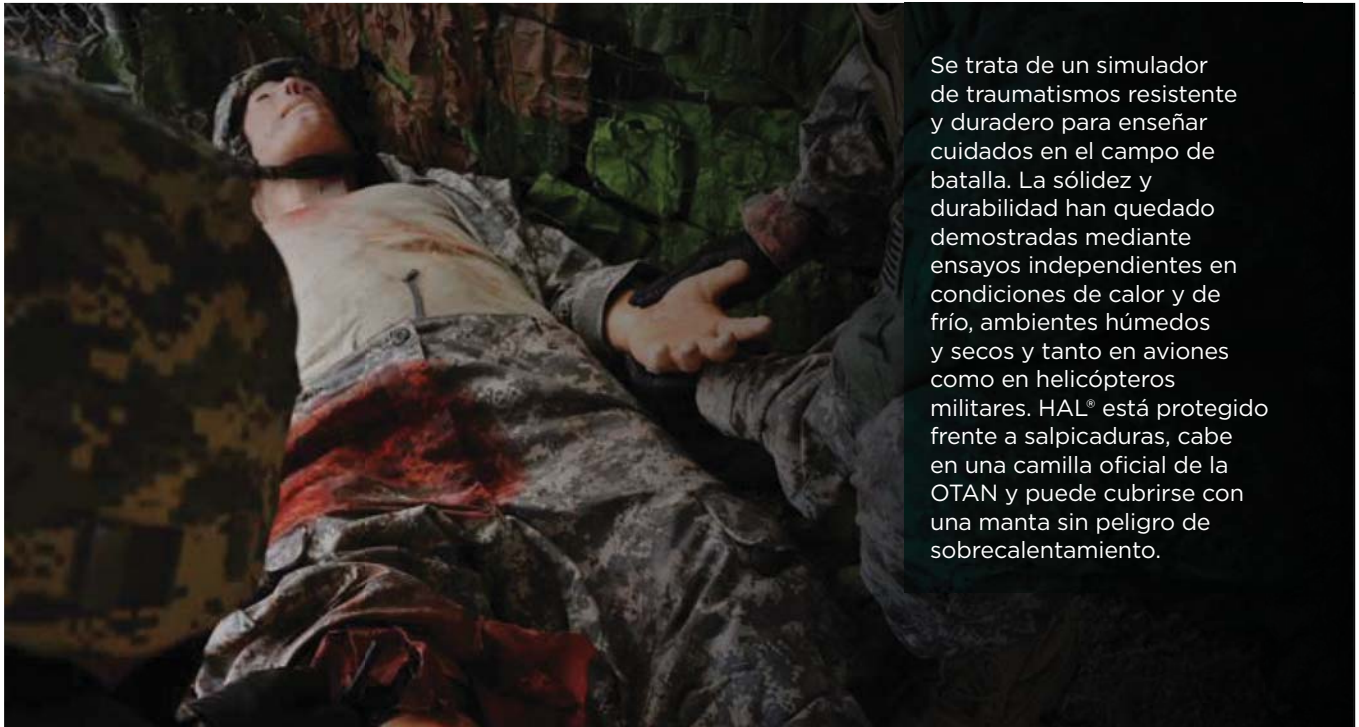 Se trata de un simulador
de traumatismos resistente
y duradero para enseñar
cuidados en el campo de
batalla. La sólidez y
durabilidad han quedado
demostradas mediante
ensayos independientes en
condiciones de calor y de
frío, ambientes húmedos
y secos y tanto en aviones
como en helicópteros
militares. HAL® está protegido
frente a salpicaduras, cabe
en una camilla oficial de la
OTAN y puede cubrirse con
una manta sin peligro de
sobrecalentamiento.